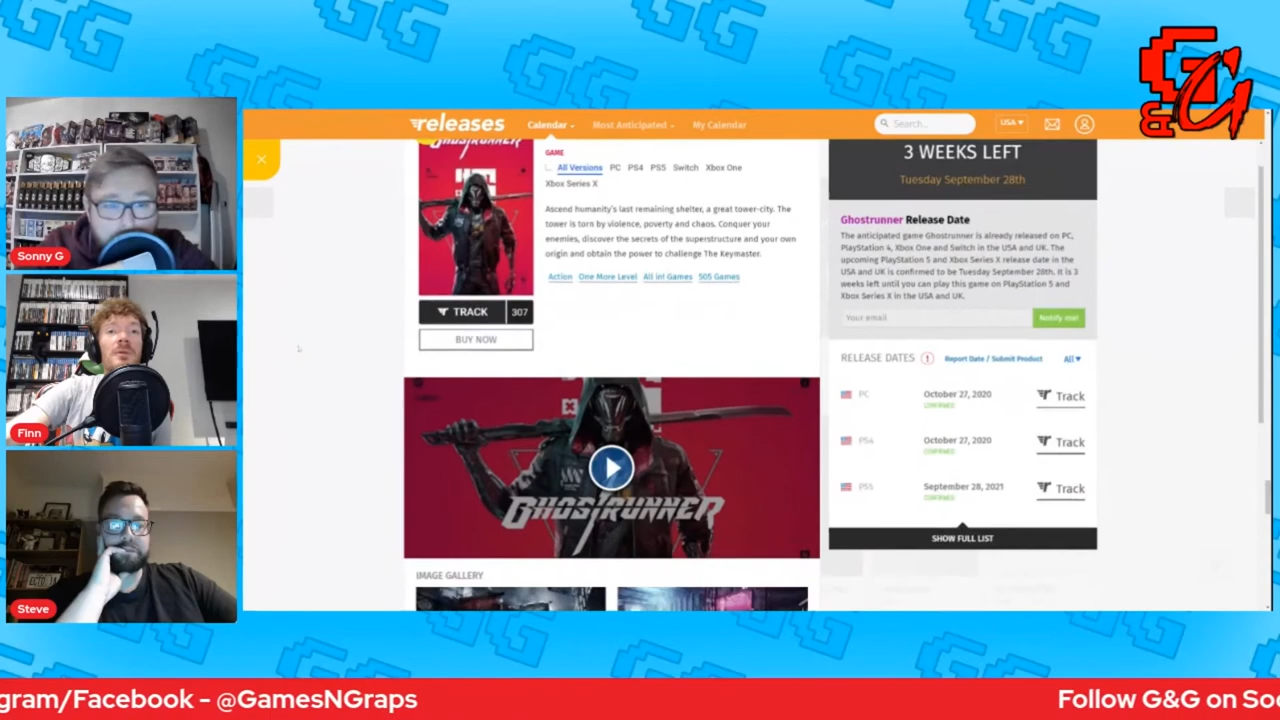 GG
&G
Sonny G
Finn
Steve
releases
Calendar
Most Anticipated
My Calendar
Search...
USA
GAME
All Versions PC PS4 PS5 Switch Xbox One
Xbox Series X
Ascend humanity's last remaining shelter, a great tower-city. The
tower is torn by violence, poverty and chaos. Conquer your
enemies, discover the secrets of the superstructure and your own
origin and obtain the power to challenge The Keymaster.
Action One More Level All in! Games 505 Games
TRACK 307
BUY NOW
GHOSTRUNNER
IMAGE GALLERY
3 WEEKS LEFT
Tuesday September 28th
Ghostrunner Release Date
The anticipated game Ghostrunner is already released on PC,
PlayStation 4, Xbox One and Switch in the USA and UK. The
upcoming PlayStation 5 and Xbox Series X release date in the
USA and UK is confirmed to be Tuesday September 28th. It is 3
weeks left until you can play this game on PlayStation 5 and
Xbox Series X in the USA and UK.
Your email
Notify me!
RELEASE DATES
Report Date / Submit Product
All
PC October 27, 2020 Track
CONFIRMED
PS4 October 27, 2020 Track
CONFIRMED
PS5 September 28, 2021 Track
CONFIRMED
SHOW FULL LIST
gram/Facebook - @GamesNGraps
Follow G&G on Soc